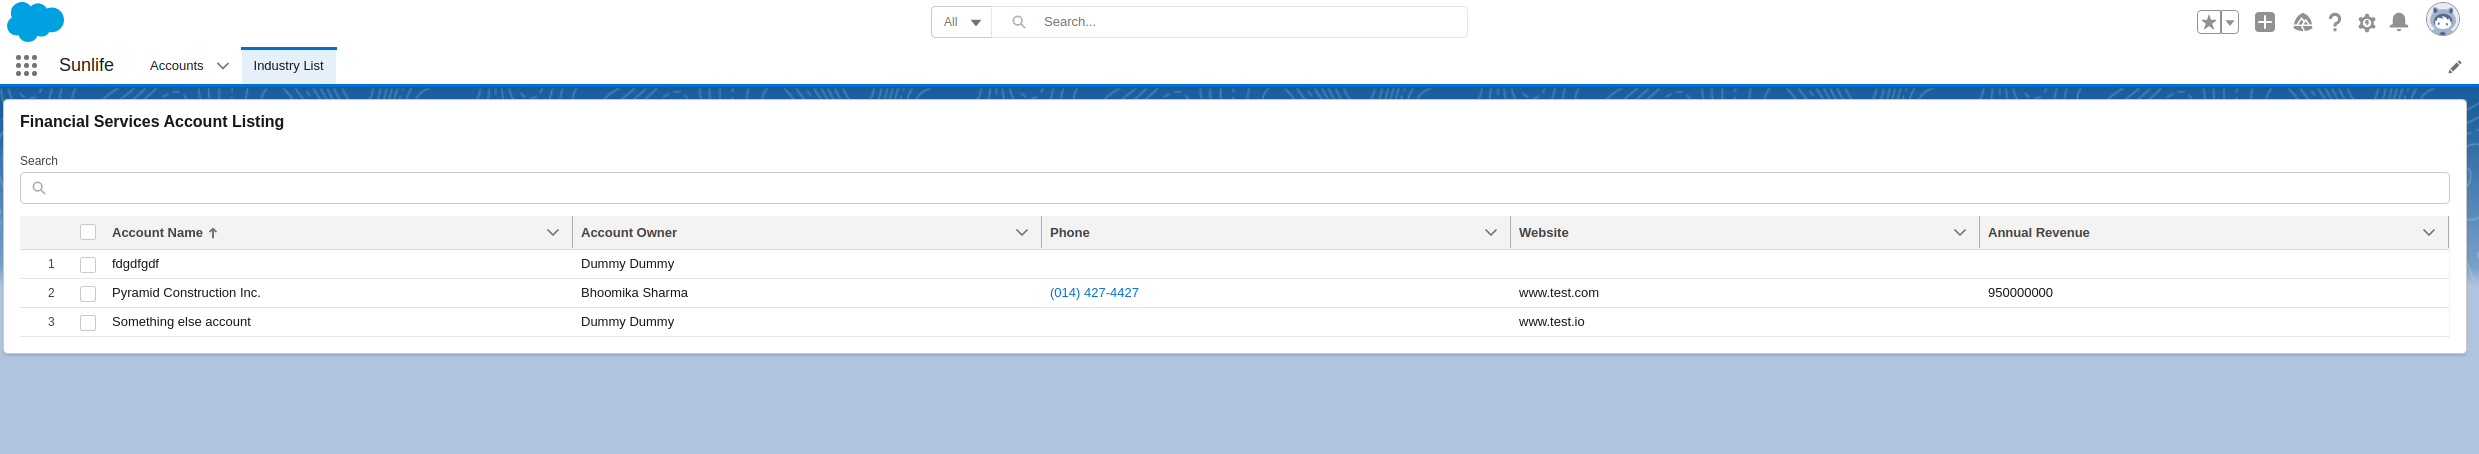 All Search...
Sunlife Accounts Industry List
Financial Services Account Listing
Search
Account Name Account Owner Phone Website Annual Revenue
1 fdgdfgdf Dummy Dummy
2 Pyramid Construction Inc. Bhoomika Sharma (014) 427-4427 www.test.com 950000000
3 Something else account Dummy Dummy www.test.io